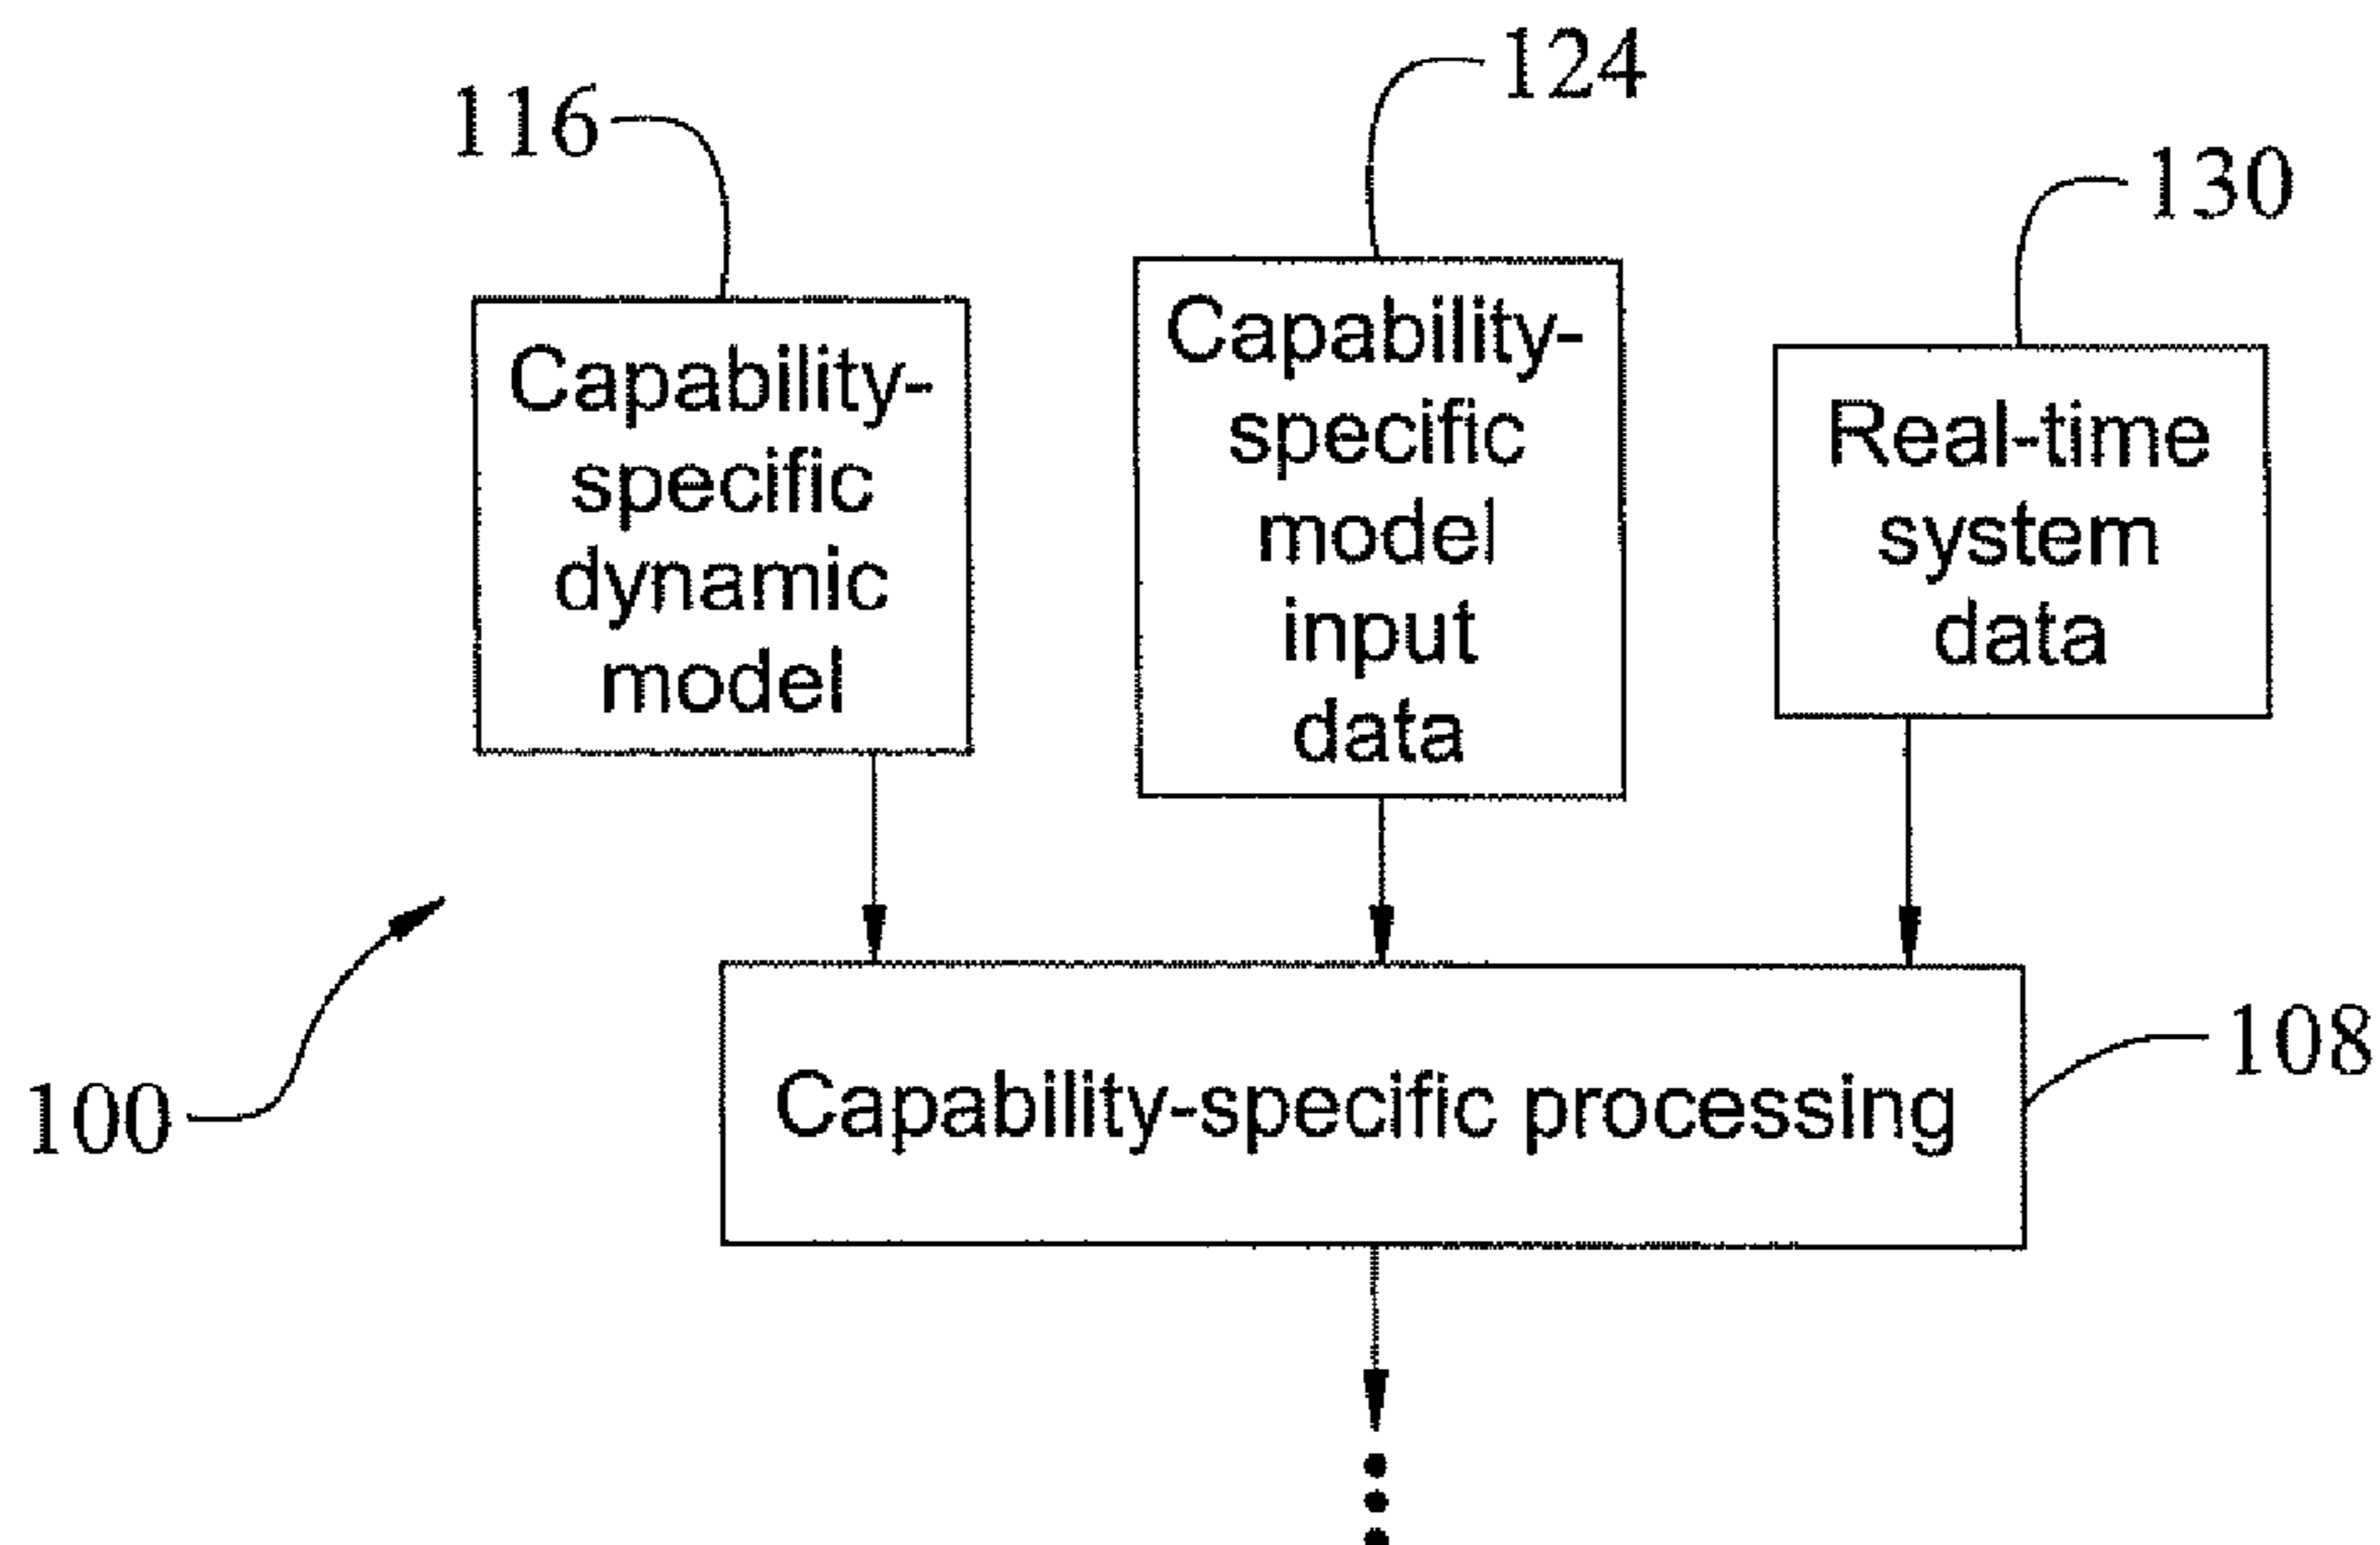 116
124
130
Capability-
specific
dynamic
model
Capability-
specific
model
input
data
Real-time
system
data
100
Capability-specific processing
108